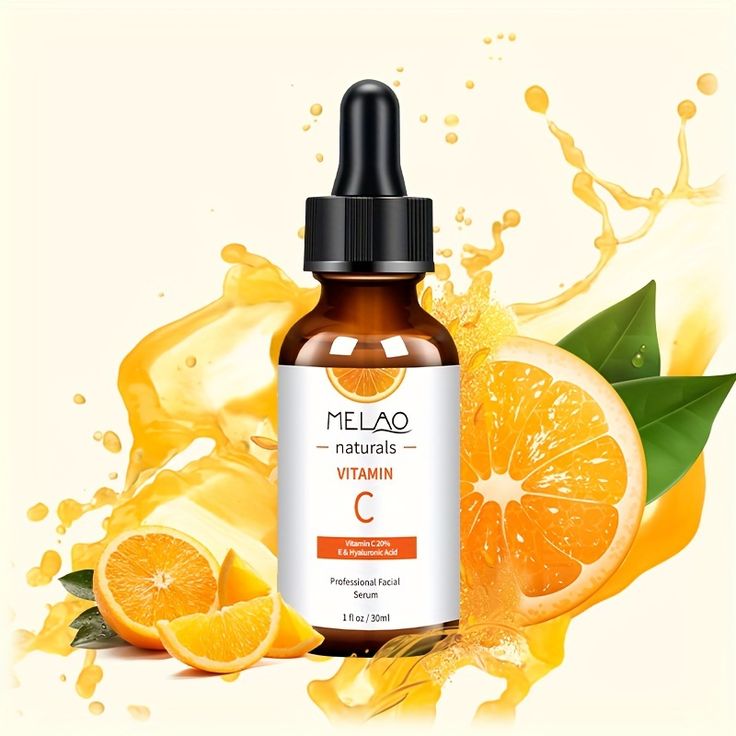 MELAO
naturals
VITAMIN
C
Vitamin C 20%
E & Hyaluronic Acid
Professional Facial
Serum
1 fl oz / 30ml